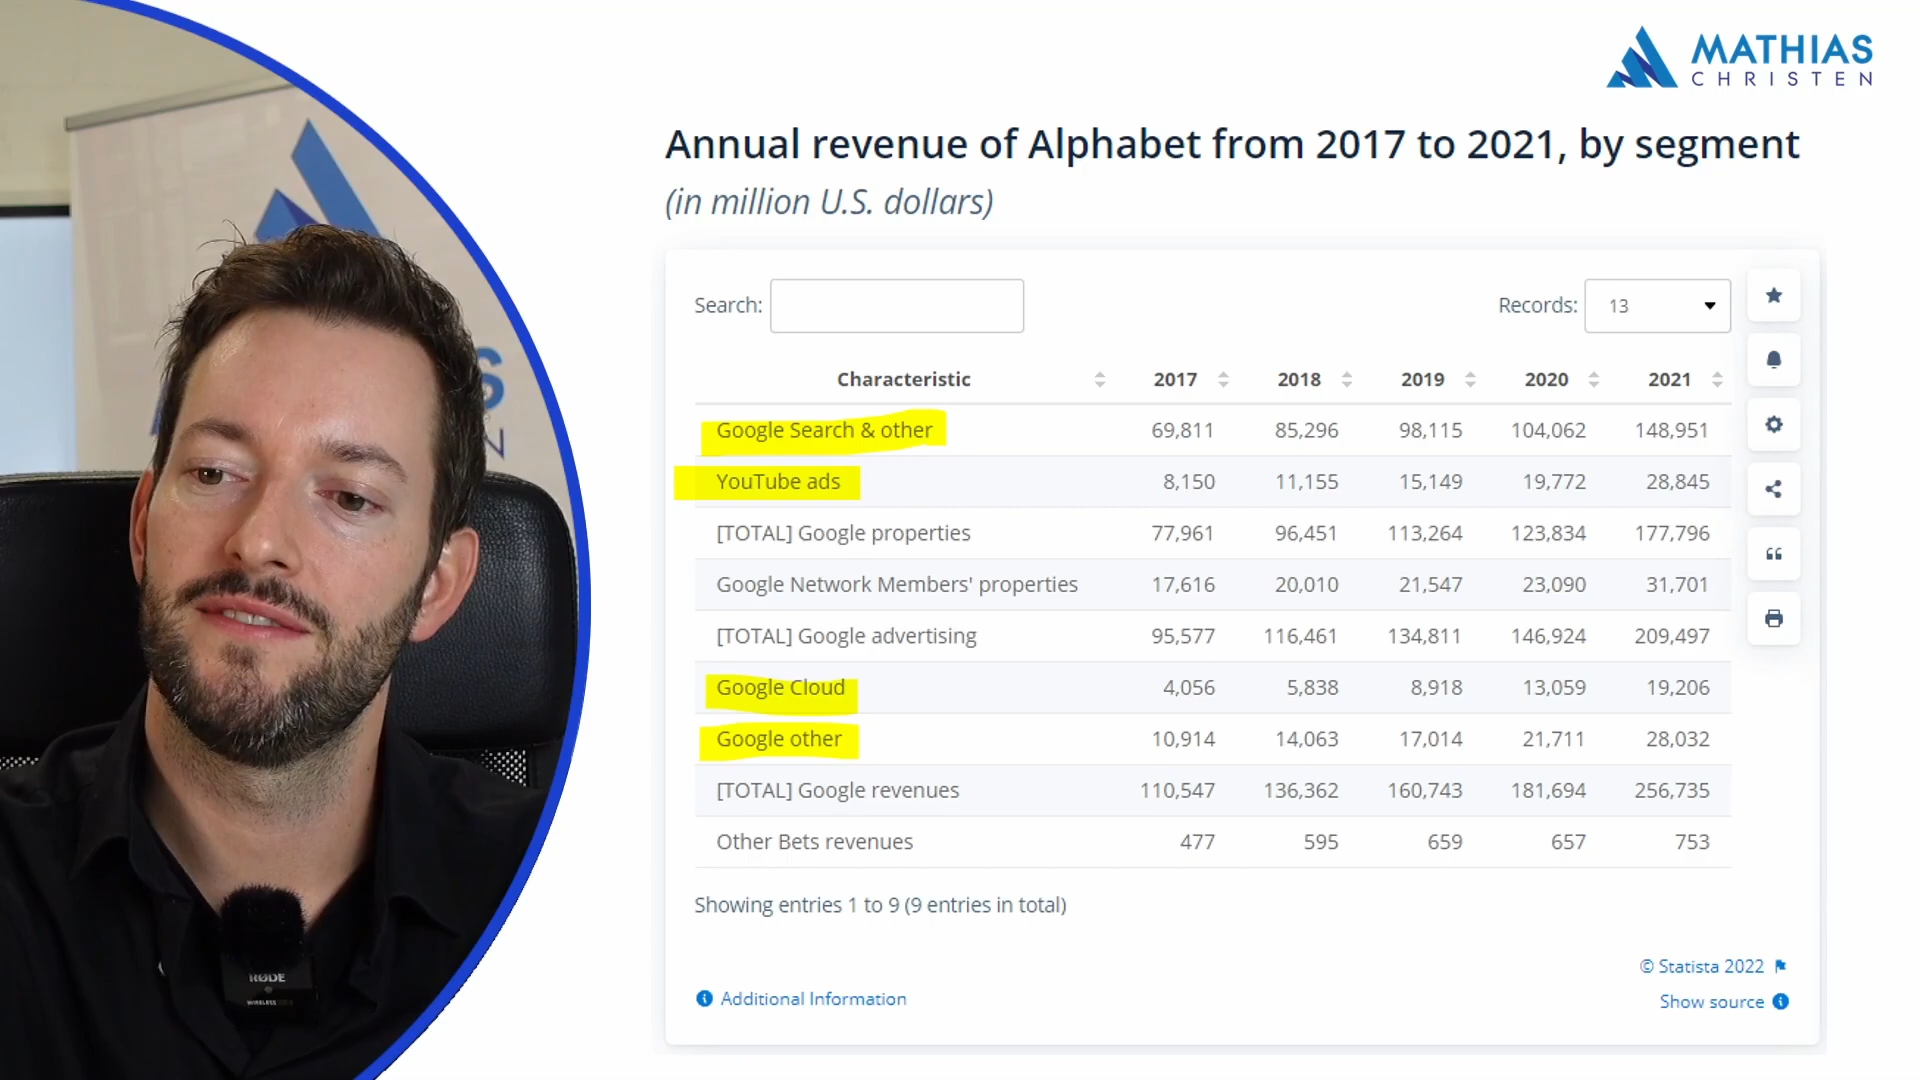 MATHIAS
CHRISTEN
Annual revenue of Alphabet from 2017 to 2021, by segment
(in million U.S. dollars)
Search:
Records: 13
Characteristic 2017 2018 2019 2020 2021
Google Search & other 69,811 85,296 98,115 104,062 148,951
YouTube ads 8,150 11,155 15,149 19,772 28,845
[TOTAL] Google properties 77,961 96,451 113,264 123,834 177,796
Google Network Members' properties 17,616 20,010 21,547 23,090 31,701
[TOTAL] Google advertising 95,577 116,461 134,811 146,924 209,497
Google Cloud 4,056 5,838 8,918 13,059 19,206
Google other 10,914 14,063 17,014 21,711 28,032
[TOTAL] Google revenues 110,547 136,362 160,743 181,694 256,735
Other Bets revenues 477 595 659 657 753
Showing entries 1 to 9 (9 entries in total)
© Statista 2022
Additional Information
Show source
S
N
RØDE